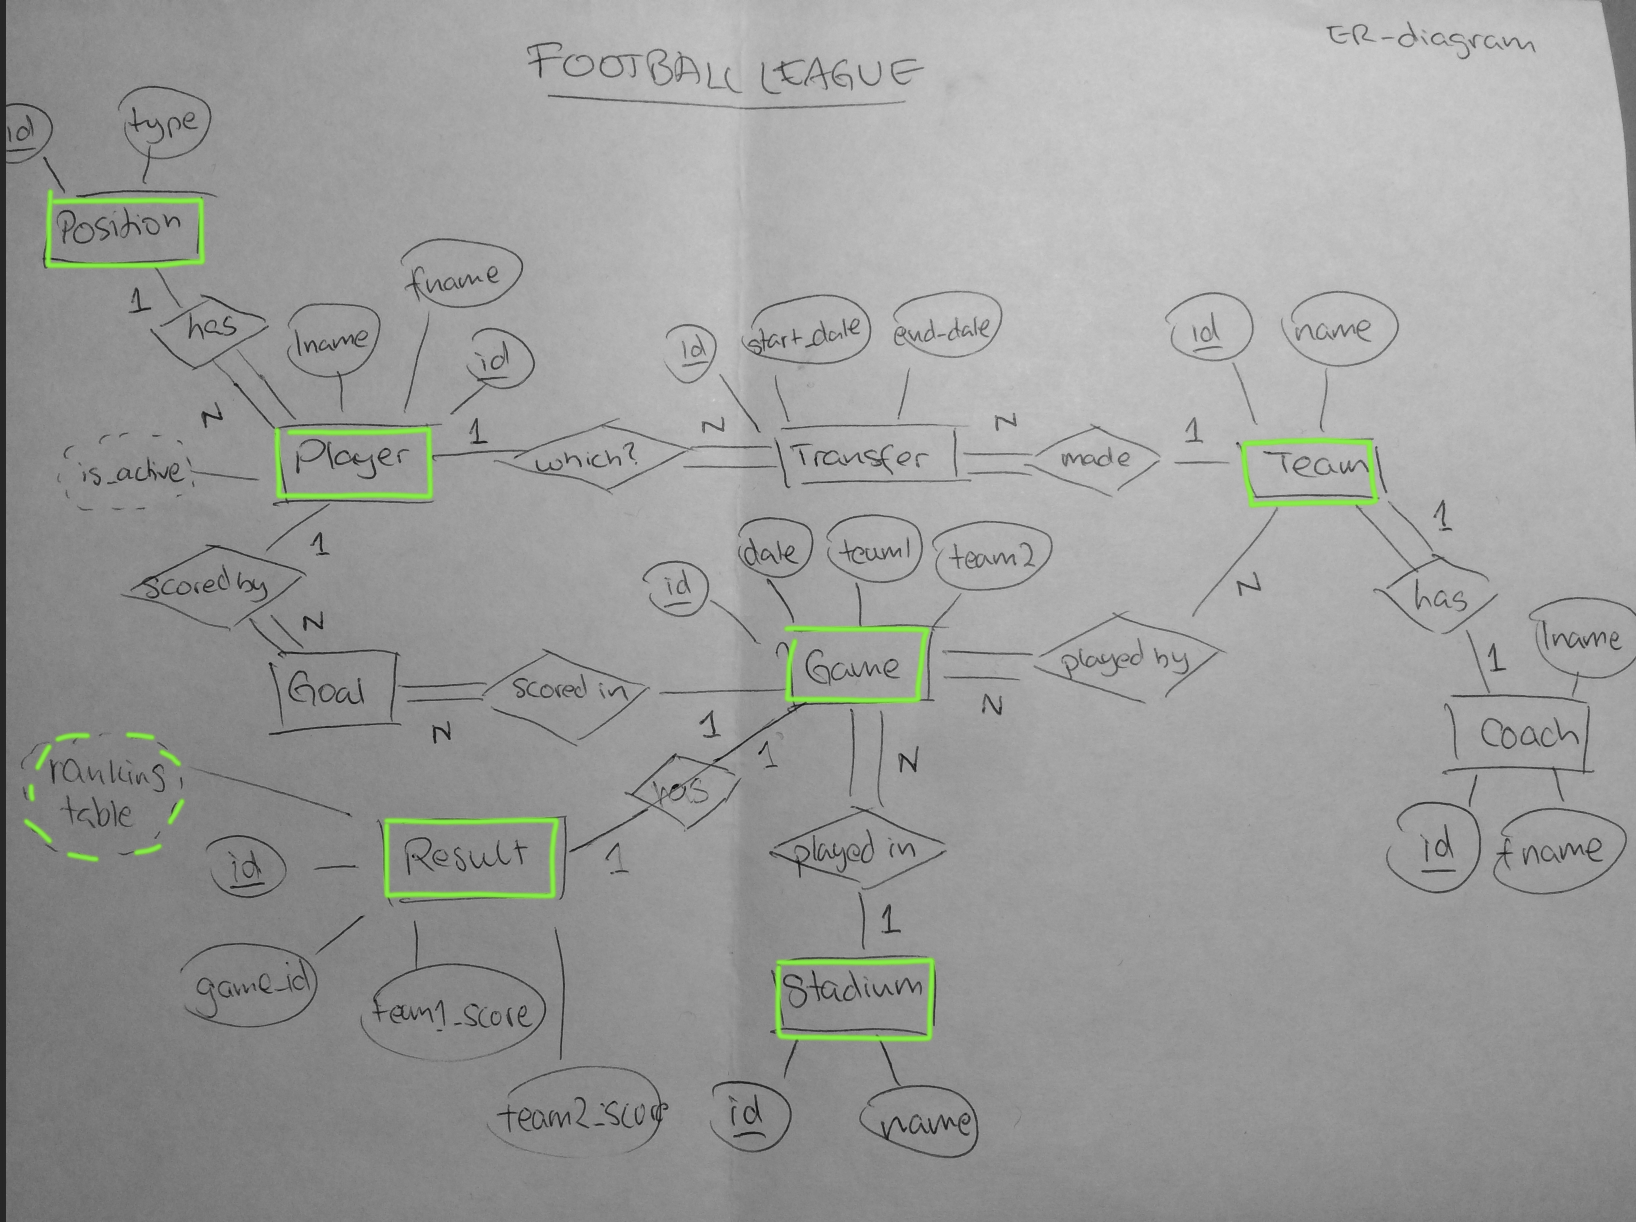 ER-diagram
FOOTBALL LEAGUE
id
type
Position
1
has
N
lname
fname
id
Player
is_active
1
which?
N
id
start_date
end-date
Transfer
N
made
1
id
name
Team
1
has
1
lname
Coach
id
fname
1
scored by
N
Goal
N
scored in
1
id
date
team1
team2
Game
N
played by
N
1
has
1
N
played in
1
Stadium
id
name
ranking
table
Result
id
game_id
team1_score
team2_score